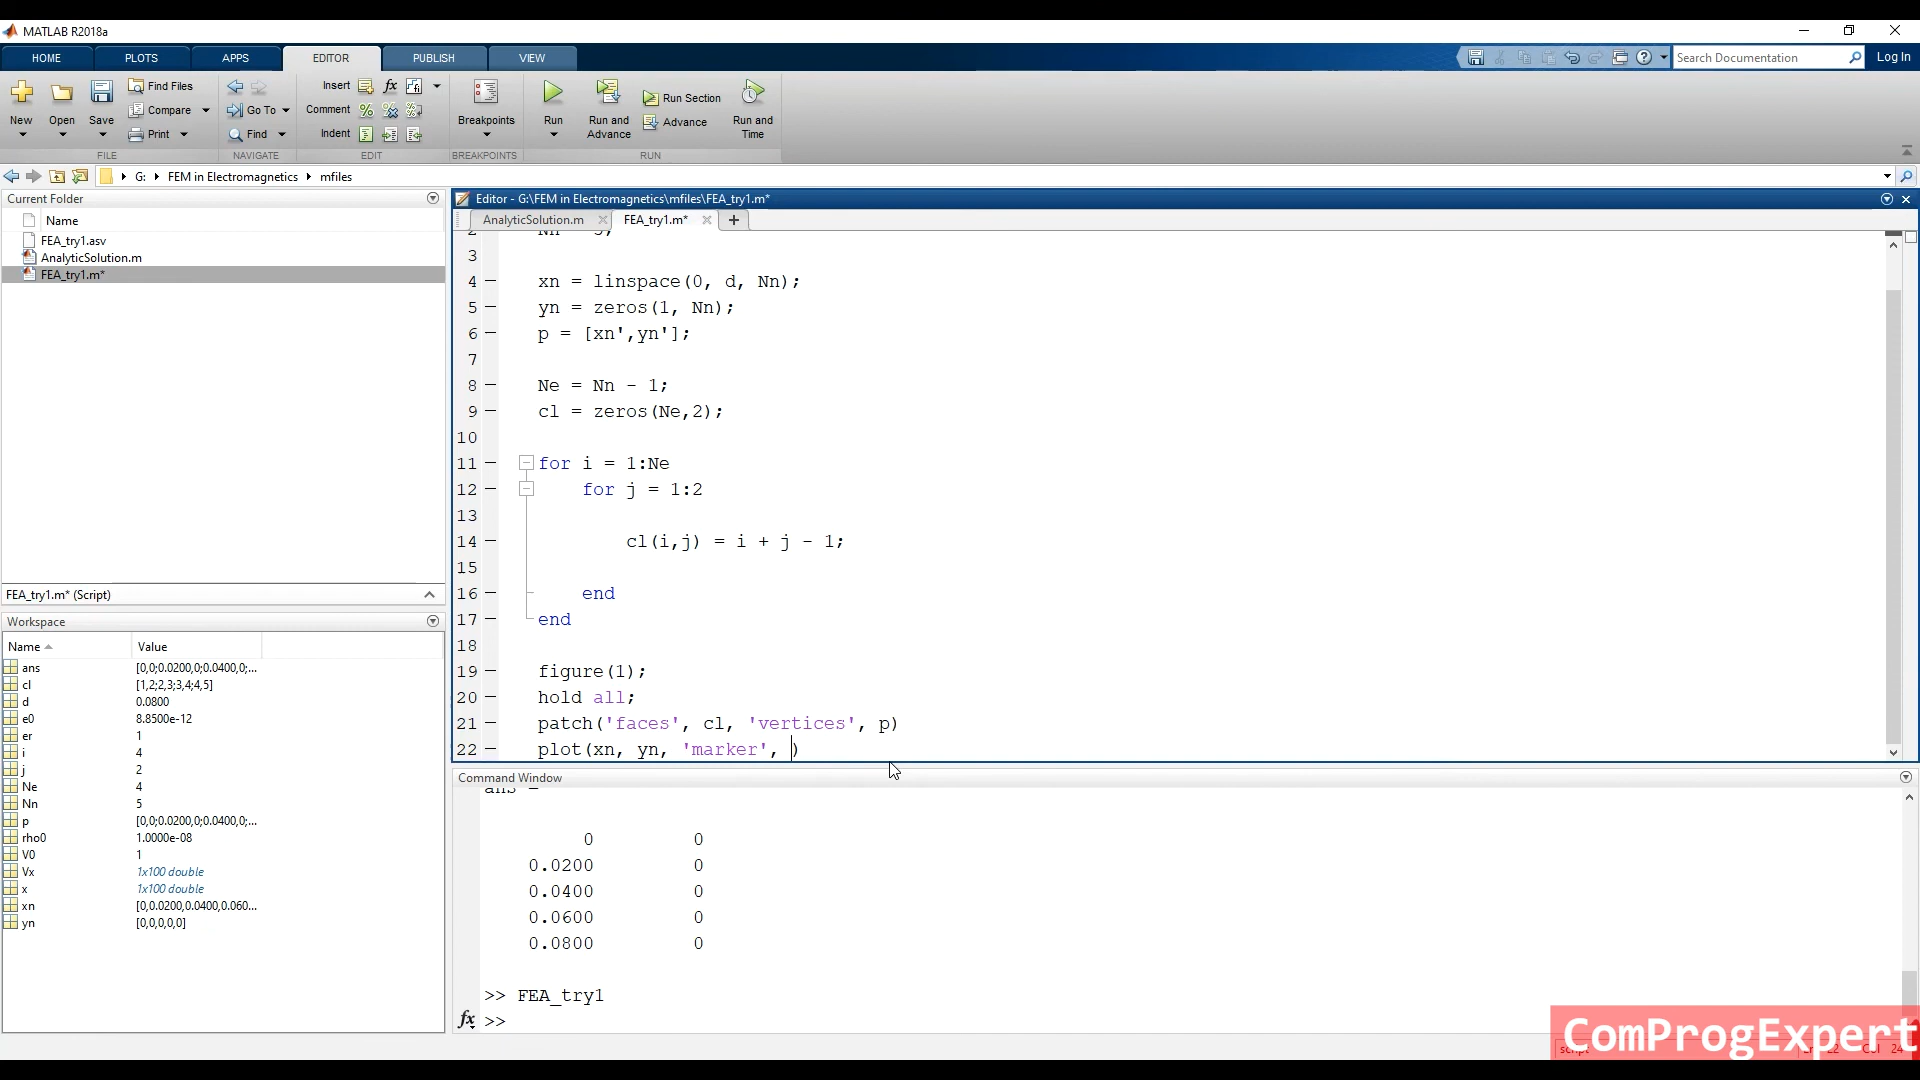 MATLAB R2018a
HOME PLOTS APPS EDITOR PUBLISH VIEW Search Documentation Log In
New Open Save Find Files Compare Print
Insert fx Comment Indent
Go To Find
Breakpoints Run Run and Advance Run Section Advance Run and Time
FILE NAVIGATE EDIT BREAKPOINTS RUN
G: FEM in Electromagnetics mfiles
Current Folder
Name
FEA_try1.asv
AnalyticSolution.m
FEA_try1.m*
FEA_try1.m* (Script)
Workspace
Name Value
ans [0,0;0.0200,0;0.0400,0;...
cl [1,2;2,3;3,4;4,5]
d 0.0800
e0 8.8500e-12
er 1
i 4
j 2
Ne 4
Nn 5
p [0,0;0.0200,0;0.0400,0;...
rho0 1.0000e-08
V0 1
Vx 1x100 double
x 1x100 double
xn [0,0.0200,0.0400,0.060...
yn [0,0,0,0,0]
Editor - G:\FEM in Electromagnetics\mfiles\FEA_try1.m*
AnalyticSolution.m FEA_try1.m*
3
4 xn = linspace(0, d, Nn);
5 yn = zeros(1, Nn);
6 p = [xn',yn'];
7
8 Ne = Nn - 1;
9 cl = zeros(Ne,2);
10
11 for i = 1:Ne
12 for j = 1:2
13
14 cl(i,j) = i + j - 1;
15
16 end
17 end
18
19 figure(1);
20 hold all;
21 patch('faces', cl, 'vertices', p)
22 plot(xn, yn, 'marker', )
Command Window
ans =
0 0
0.0200 0
0.0400 0
0.0600 0
0.0800 0
>> FEA_try1
fx >>
ComProgExpert
script